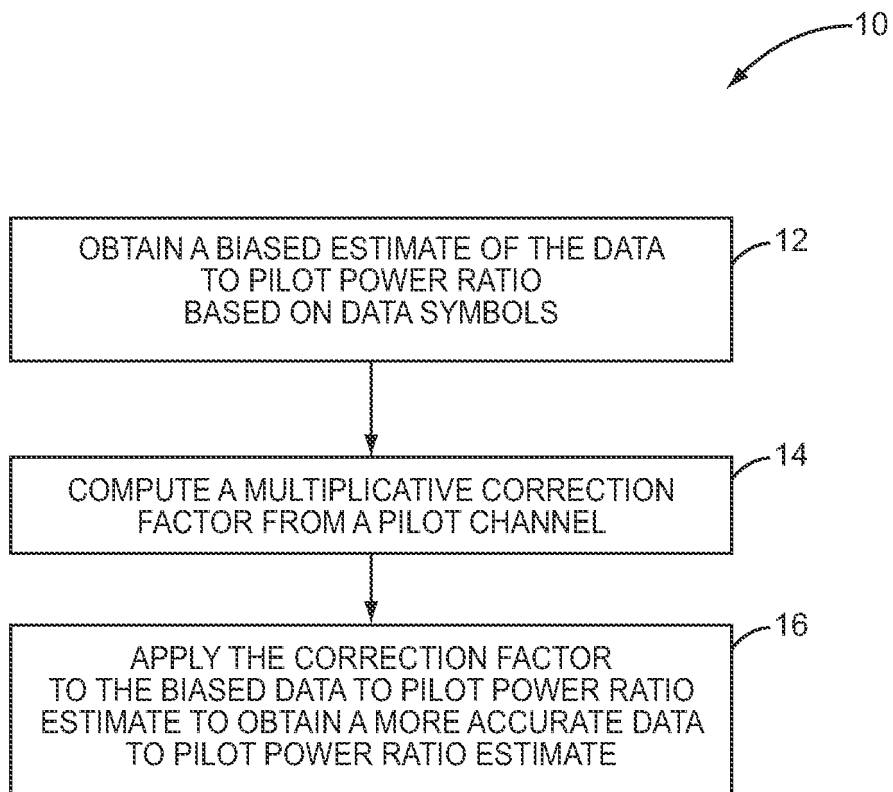 10
OBTAIN A BIASED ESTIMATE OF THE DATA
TO PILOT POWER RATIO
BASED ON DATA SYMBOLS
12
COMPUTE A MULTIPLICATIVE CORRECTION
FACTOR FROM A PILOT CHANNEL
14
APPLY THE CORRECTION FACTOR
TO THE BIASED DATA TO PILOT POWER RATIO
ESTIMATE TO OBTAIN A MORE ACCURATE DATA
TO PILOT POWER RATIO ESTIMATE
16